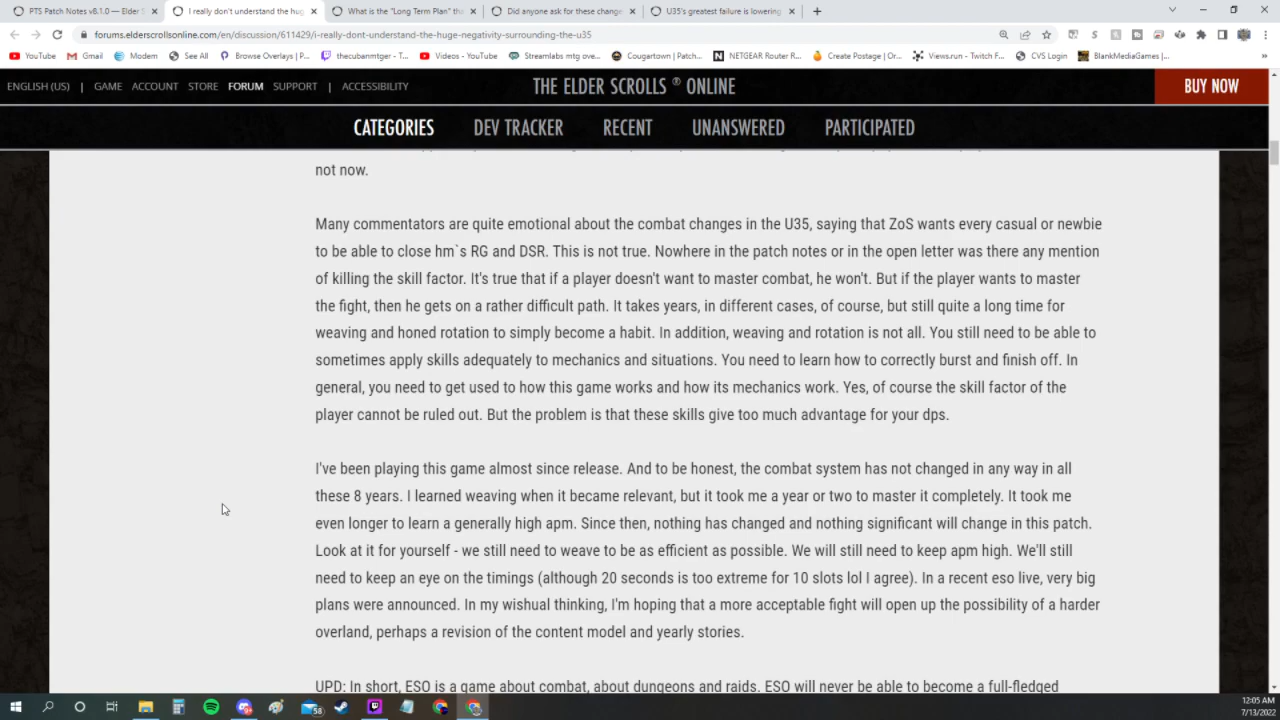 PTS Patch Notes v8.1.0 — Elder S
I really don't understand the hug
What is the "Long Term Plan" the
Did anyone ask for these change
U35's greatest failure is lowering
forums.elderscrollsonline.com/en/discussion/611429/i-really-dont-understand-the-huge-negativity-surrounding-the-u35
YouTube
Gmail
Modem
See All
Browse Overlays | P...
thecubanmtger - T...
Videos - YouTube
Streamlabs mtg ove...
Cougartown | Patch...
NETGEAR Router R...
Create Postage | Or...
Views.run - Twitch F...
CVS Login
BlankMediaGames |...
»
ENGLISH (US) | GAME ACCOUNT STORE FORUM SUPPORT | ACCESSIBILITY
THE ELDER SCROLLS ® ONLINE
BUY NOW
CATEGORIES DEV TRACKER RECENT UNANSWERED PARTICIPATED
not now.
Many commentators are quite emotional about the combat changes in the U35, saying that ZoS wants every casual or newbie
to be able to close hm`s RG and DSR. This is not true. Nowhere in the patch notes or in the open letter was there any mention
of killing the skill factor. It's true that if a player doesn't want to master combat, he won't. But if the player wants to master
the fight, then he gets on a rather difficult path. It takes years, in different cases, of course, but still quite a long time for
weaving and honed rotation to simply become a habit. In addition, weaving and rotation is not all. You still need to be able to
sometimes apply skills adequately to mechanics and situations. You need to learn how to correctly burst and finish off. In
general, you need to get used to how this game works and how its mechanics work. Yes, of course the skill factor of the
player cannot be ruled out. But the problem is that these skills give too much advantage for your dps.
I've been playing this game almost since release. And to be honest, the combat system has not changed in any way in all
these 8 years. I learned weaving when it became relevant, but it took me a year or two to master it completely. It took me
even longer to learn a generally high apm. Since then, nothing has changed and nothing significant will change in this patch.
Look at it for yourself - we still need to weave to be as efficient as possible. We will still need to keep apm high. We'll still
need to keep an eye on the timings (although 20 seconds is too extreme for 10 slots lol I agree). In a recent eso live, very big
plans were announced. In my wishual thinking, I'm hoping that a more acceptable fight will open up the possibility of a harder
overland, perhaps a revision of the content model and yearly stories.
UPD: In short, ESO is a game about combat, about dungeons and raids. ESO will never be able to become a full-fledged
58
12:05 AM
7/13/2022